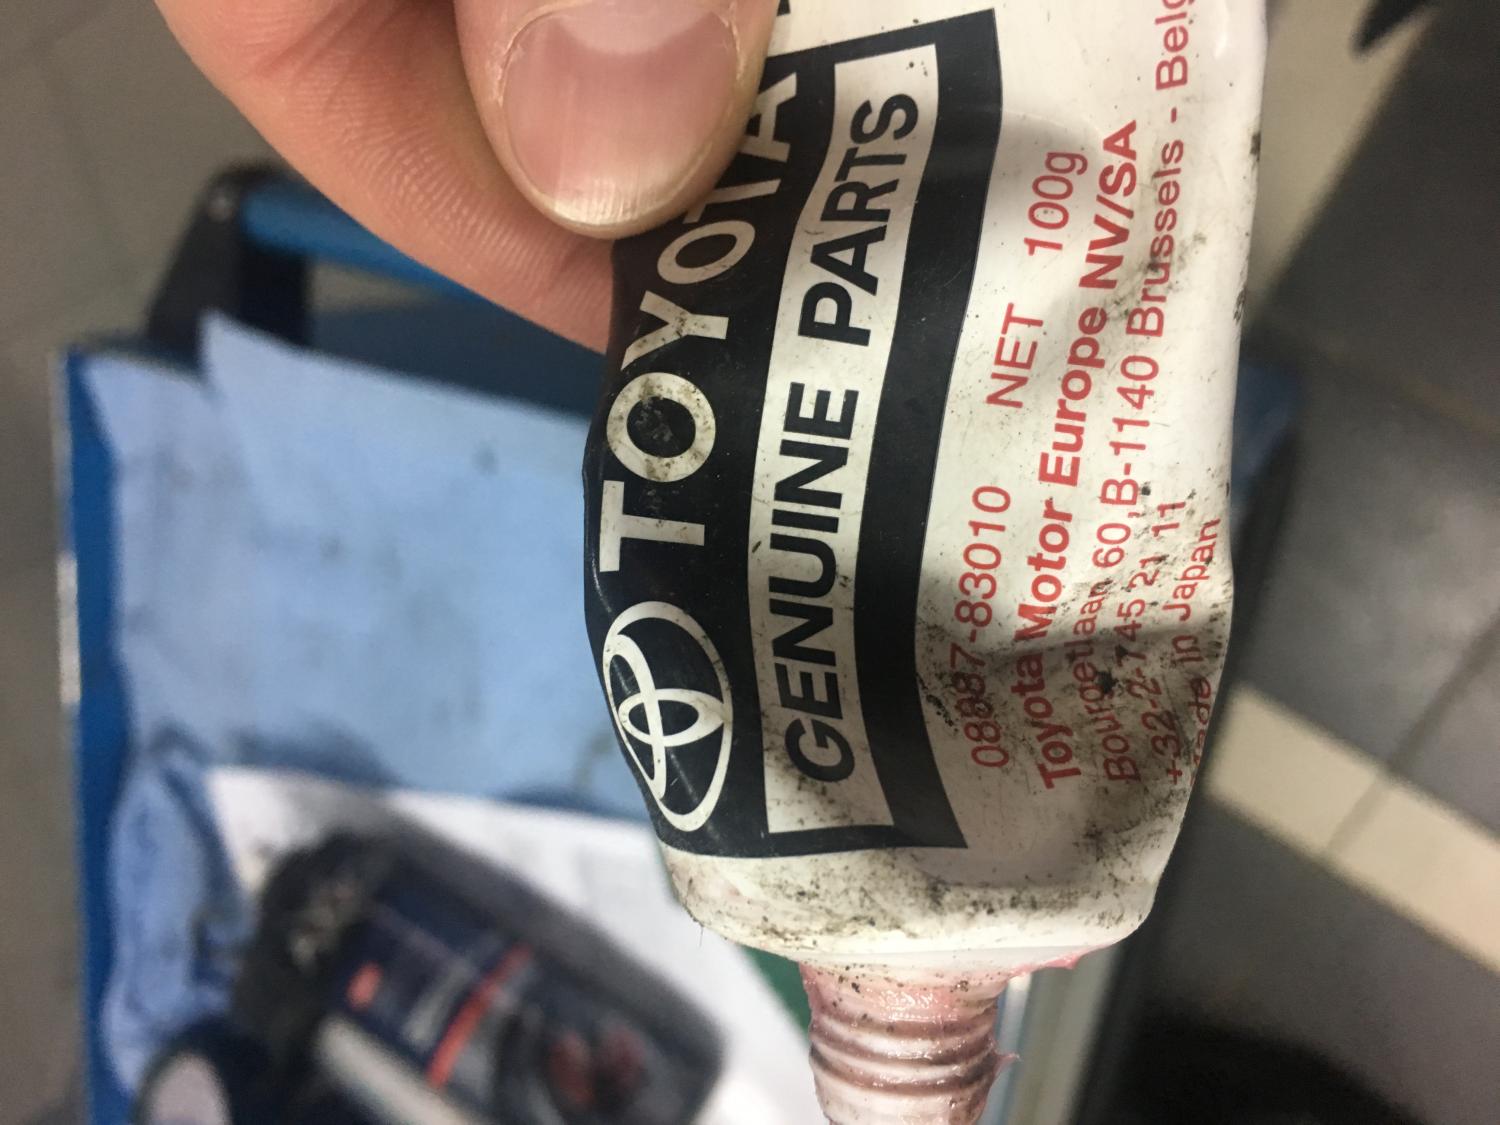 TOYOTA
GENUINE PARTS
08887-83010 NET 100g
Toyota Motor Europe NV/SA
Bourgetlaan 60,B-1140 Brussels - Belg
+32-2-745 21 11
Made in Japan